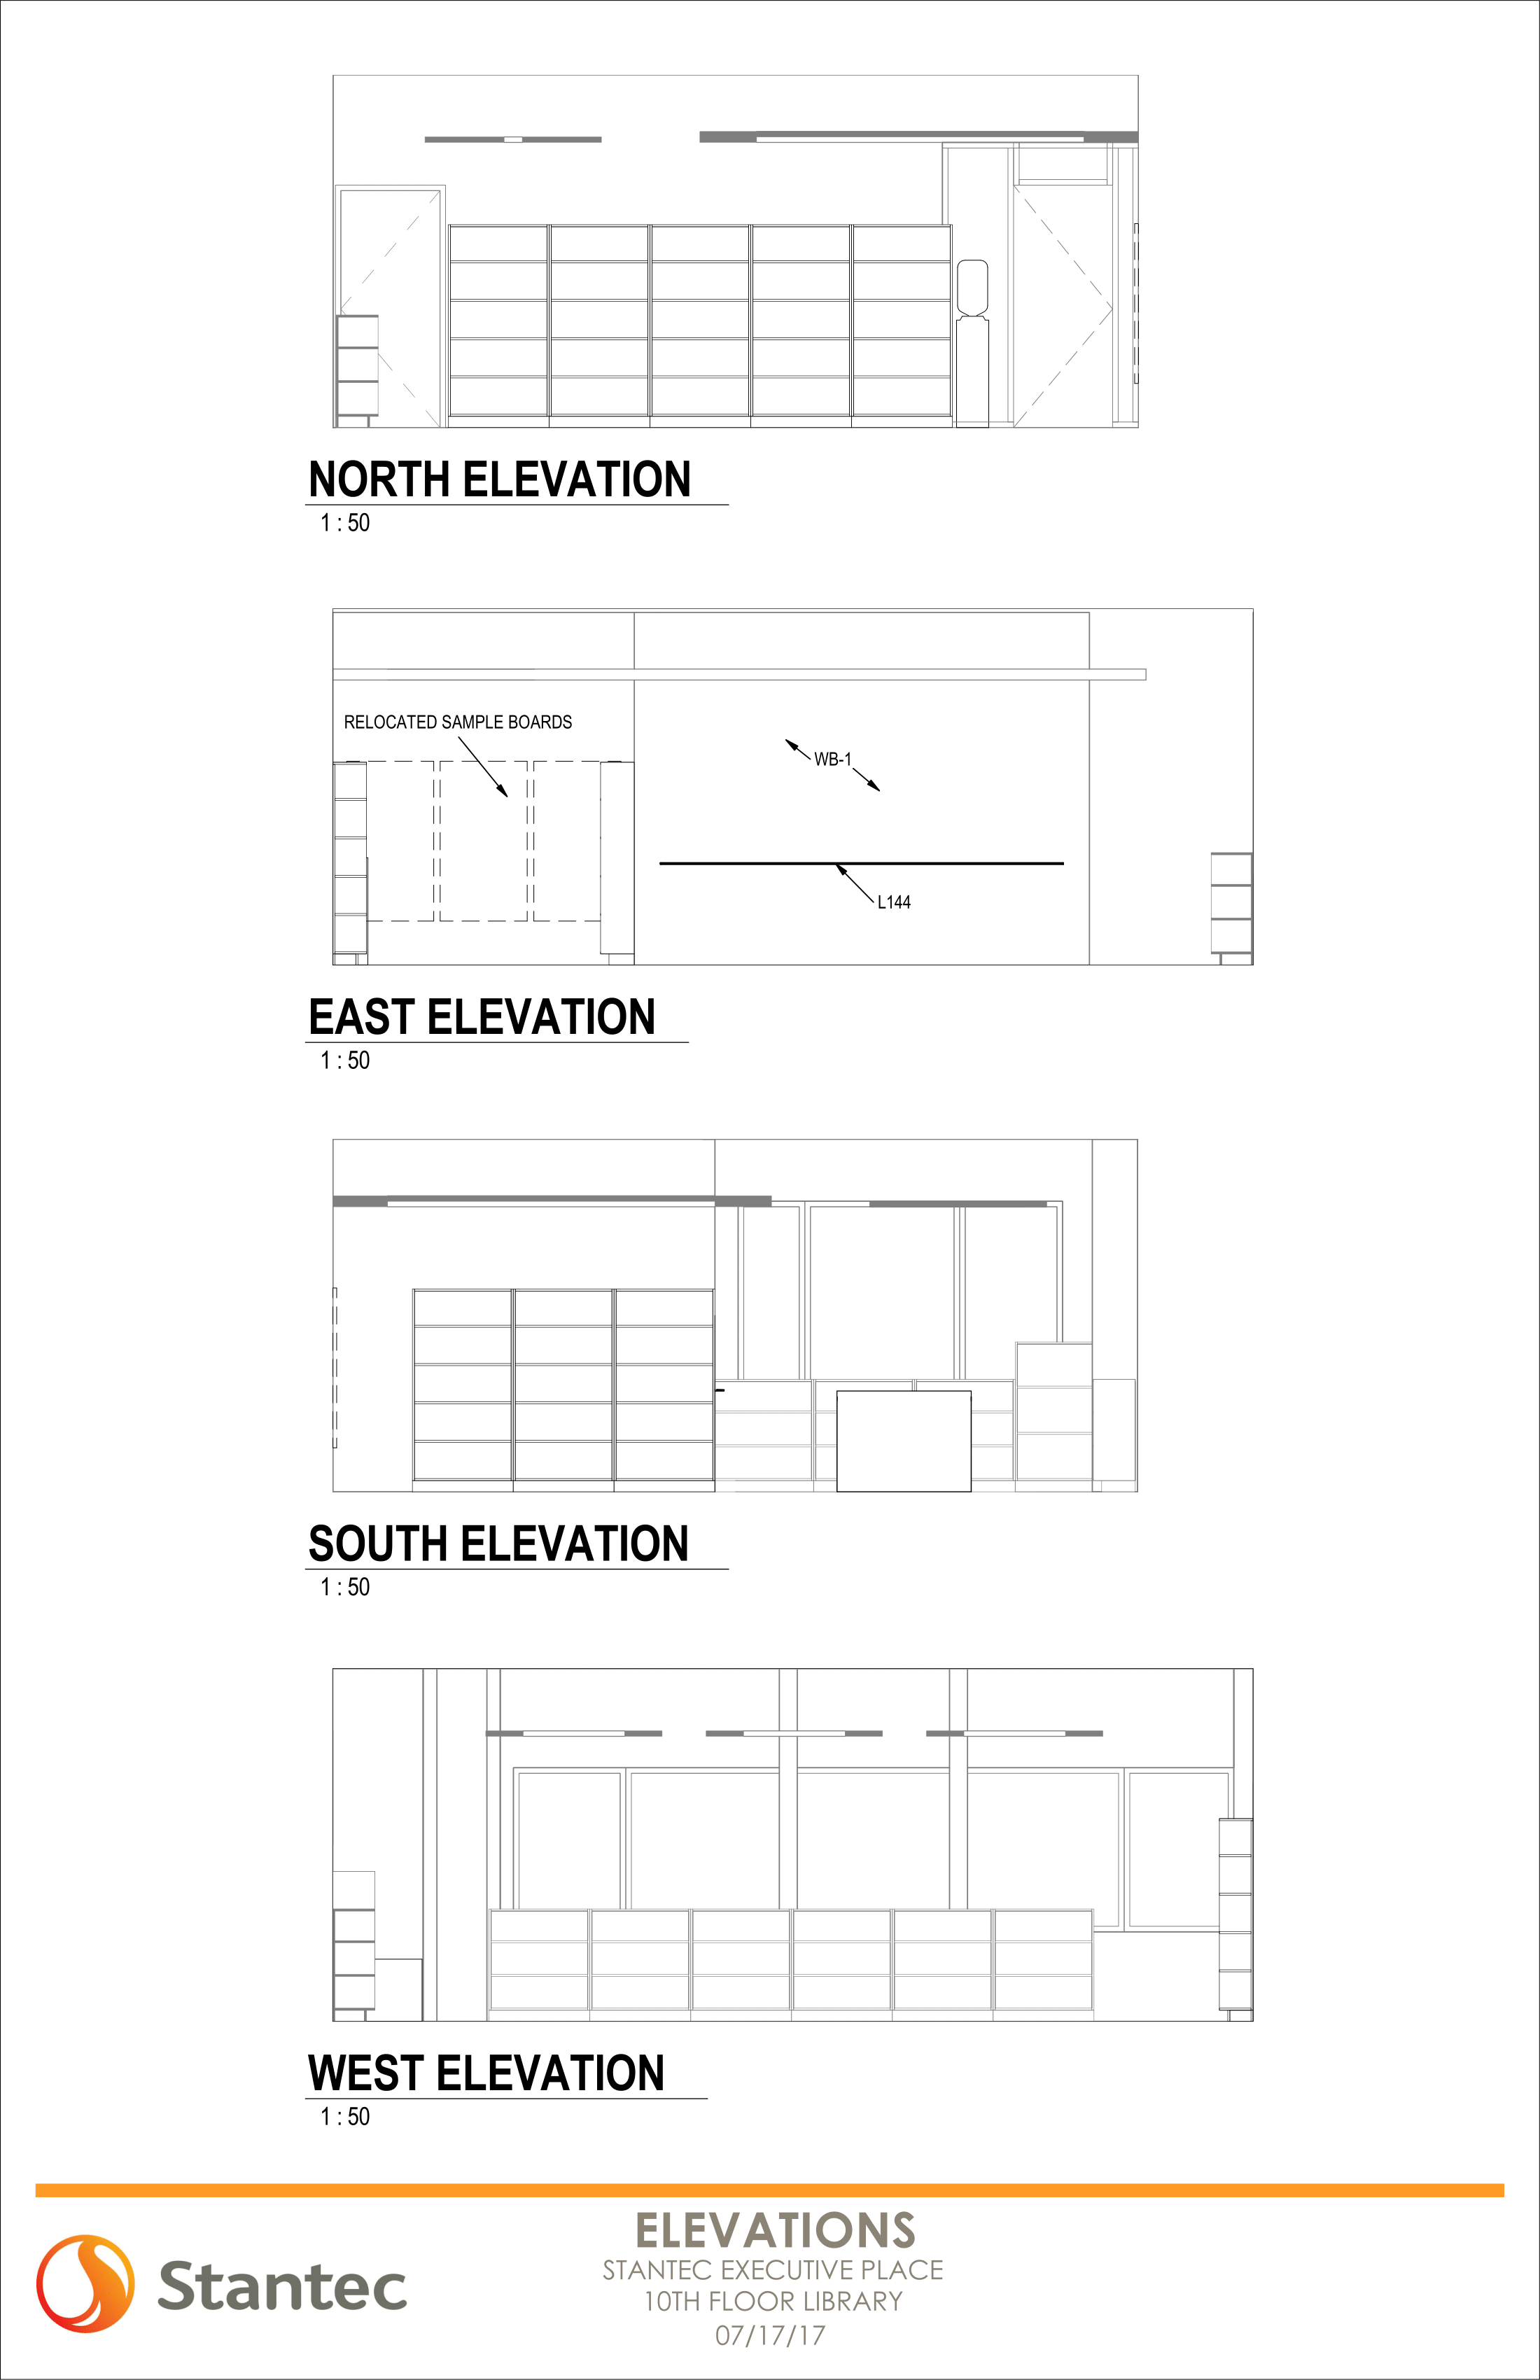 NORTH ELEVATION
1 : 50
RELOCATED SAMPLE BOARDS
WB-1
L144
EAST ELEVATION
1 : 50
SOUTH ELEVATION
1 : 50
WEST ELEVATION
1 : 50
Stantec
ELEVATIONS
STANTEC EXECUTIVE PLACE
10TH FLOOR LIBRARY
07/17/17